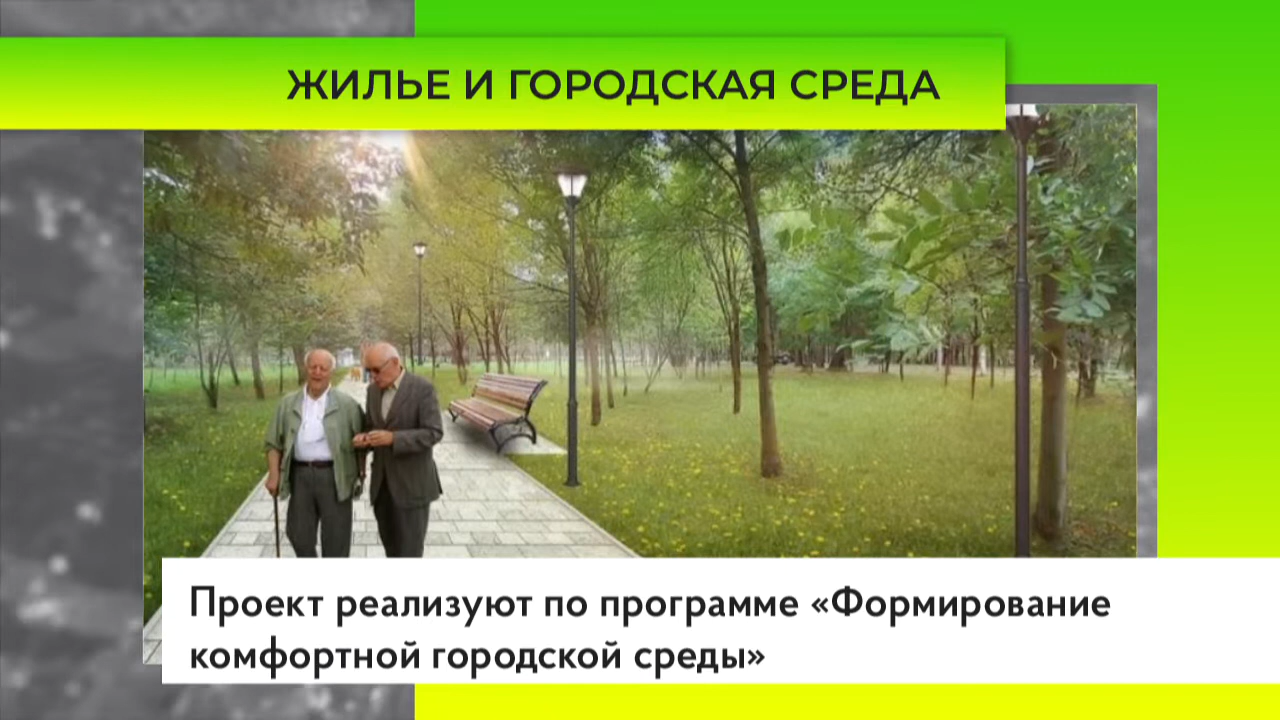 ЖИЛЬЕ И ГОРОДСКАЯ СРЕДА
Проект реализуют по программе «Формирование
комфортной городской среды»